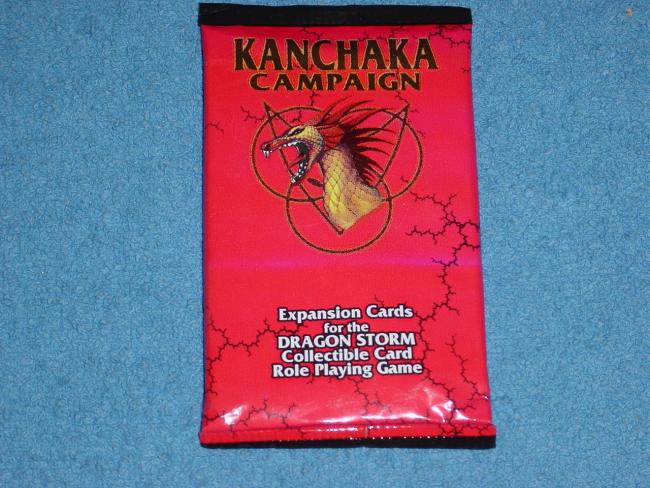 KANCHAKA
CAMPAIGN
Expansion Cards
for the
DRAGON STORM
Collectible Card
Role Playing Game